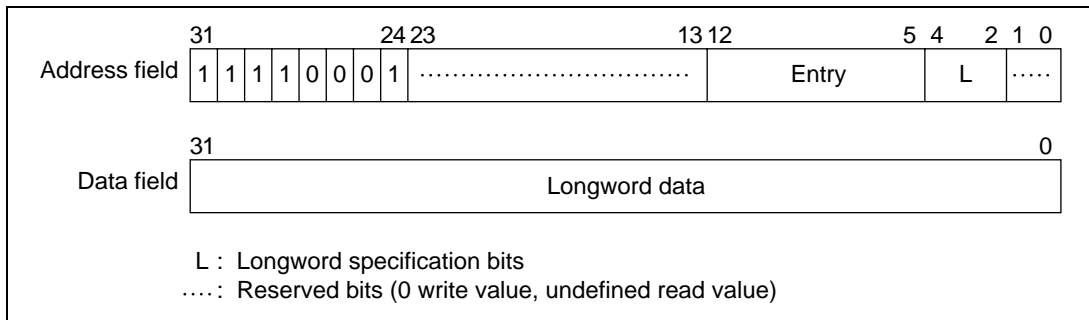 31 24 23 13 12 5 4 2 1 0
Address field 1 1 1 1 0 0 0 1 ................................. Entry L .....
31 0
Data field Longword data
L : Longword specification bits
.... : Reserved bits (0 write value, undefined read value)